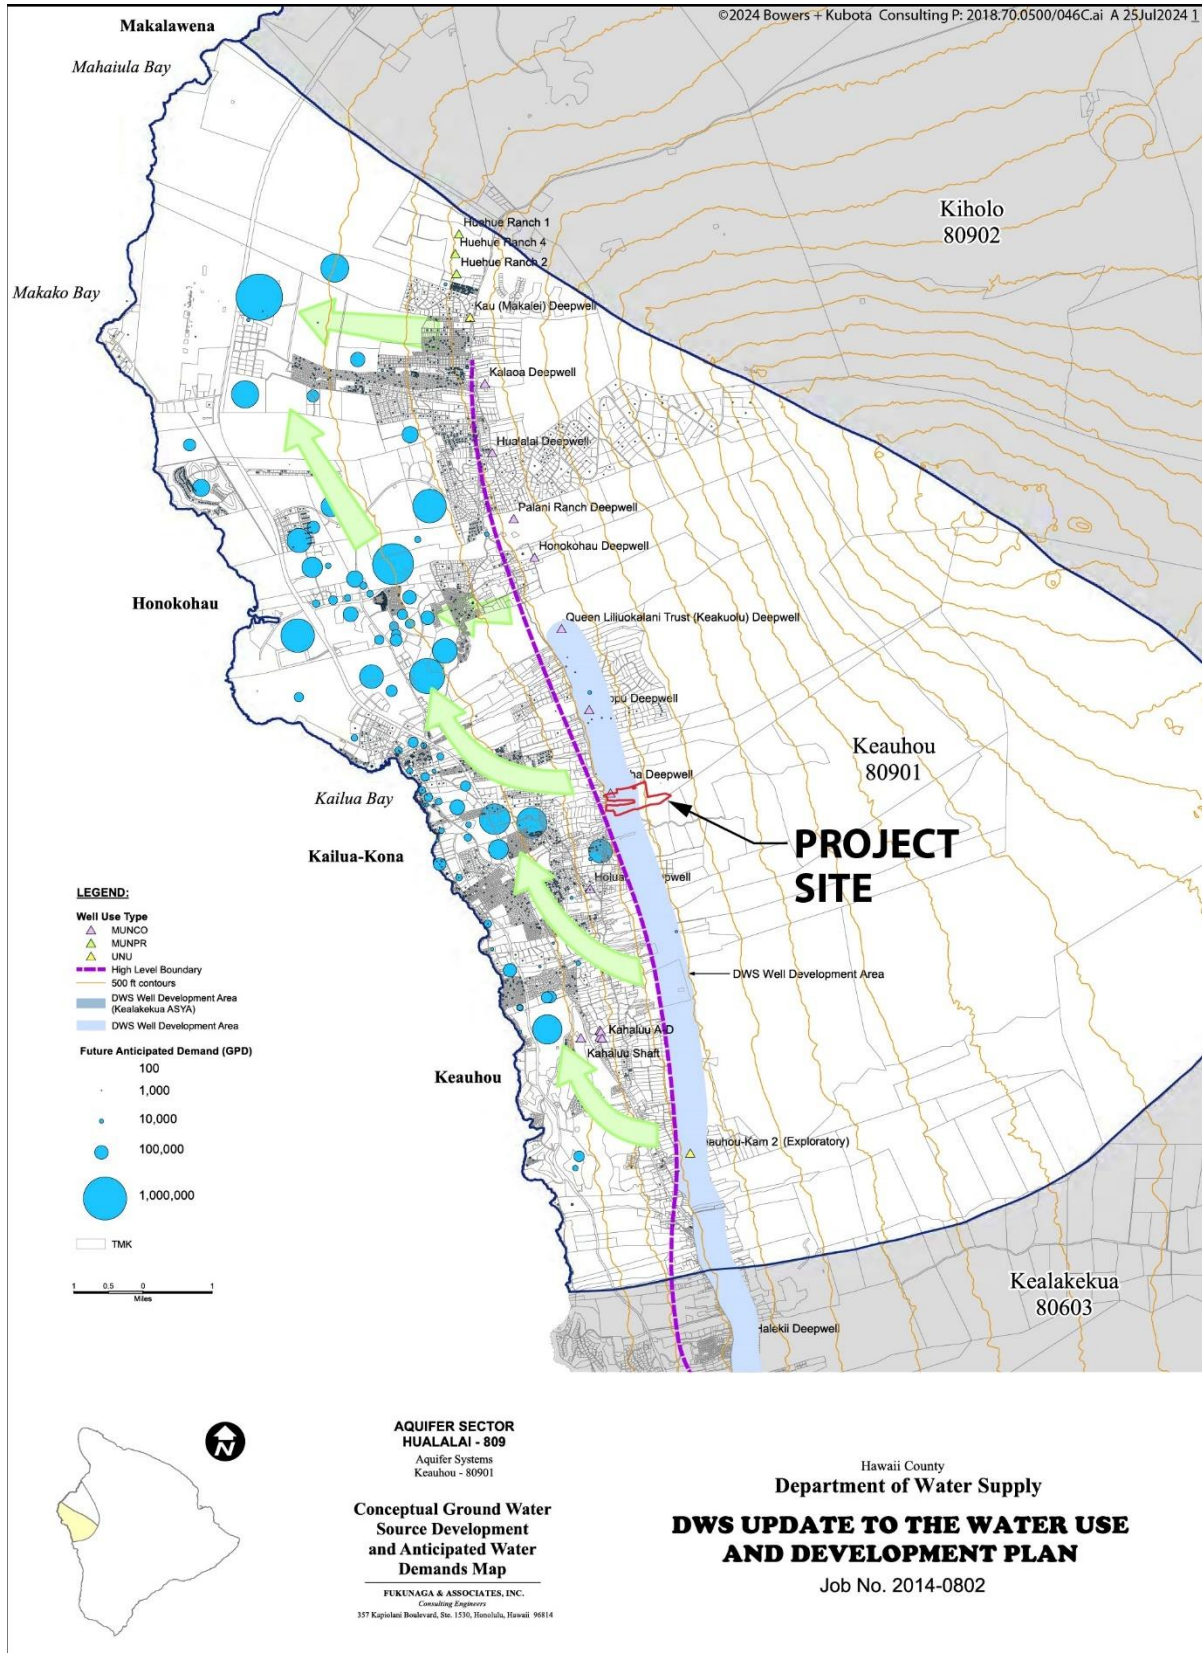 ©2024 Bowers + Kubota Consulting P: 2018.70.0500/046C.ai A 25Jul2024 1
Makalawena
Mahaiula Bay
Kiholo
80902
Huehue Ranch 1
Huehue Ranch 4
Huehue Ranch 2
Makako Bay
Kau (Makalei) Deepwell
Kalaoa Deepwell
Hualalai Deepwell
Palani Ranch Deepwell
Honokohau Deepwell
Honokohau
Queen Liliuokalani Trust (Keakuolu) Deepwell
Deepwell
Keauhou
80901
Deepwell
Kailua Bay
PROJECT
SITE
Kailua-Kona
LEGEND:
Well Use Type
MUNCO
MUNPR
UNU
High Level Boundary
500 ft contours
DWS Well Development Area
(Kealakekua ASYA)
DWS Well Development Area
Future Anticipated Demand (GPD)
100
1,000
10,000
100,000
1,000,000
TMK
1 0.5 0 1
Miles
DWS Well Development Area
Kahaluu A-D
Kahaluu Shaft
Keauhou
eauhou-Kam 2 (Exploratory)
Kealakekua
80603
Halekii Deepwell
N
AQUIFER SECTOR
HUALALAI - 809
Aquifer Systems
Keauhou - 80901
Conceptual Ground Water
Source Development
and Anticipated Water
Demands Map
FUKUNAGA & ASSOCIATES, INC.
Consulting Engineers
357 Kapiolani Boulevard, Ste. 1530, Honolulu, Hawaii 96814
Hawaii County
Department of Water Supply
DWS UPDATE TO THE WATER USE
AND DEVELOPMENT PLAN
Job No. 2014-0802